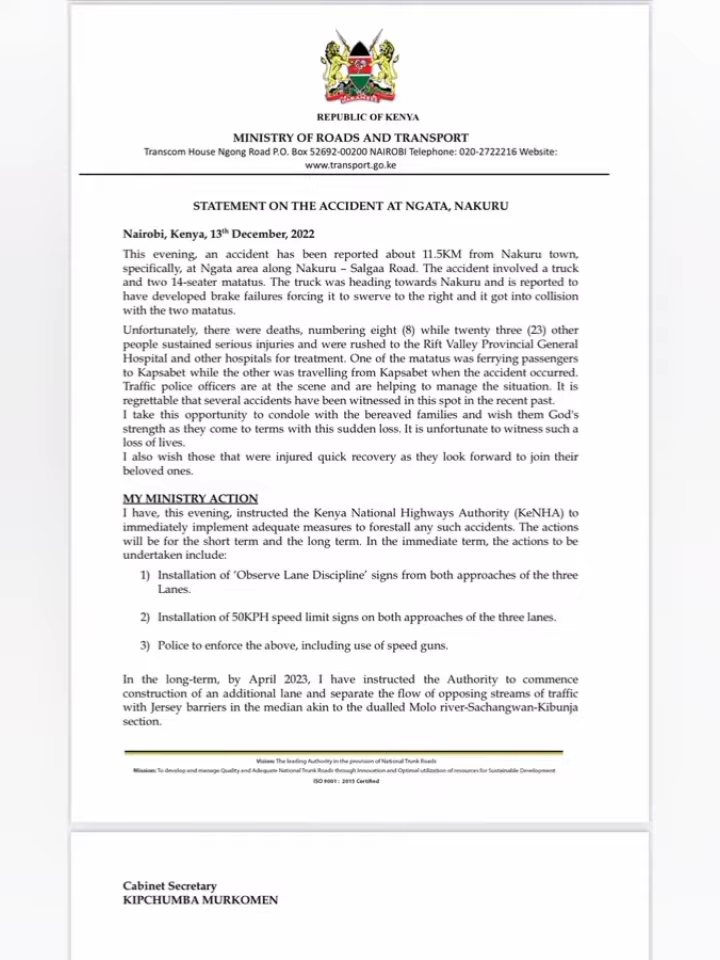 HARAMBEE
REPUBLIC OF KENYA
MINISTRY OF ROADS AND TRANSPORT
Transcom House Ngong Road P.O. Box 52692-00200 NAIROBI Telephone: 020-2722216 Website:
www.transport.go.ke
STATEMENT ON THE ACCIDENT AT NGATA, NAKURU
Nairobi, Kenya, 13th December, 2022
This evening, an accident has been reported about 11.5KM from Nakuru town,
specifically, at Ngata area along Nakuru – Salgaa Road. The accident involved a truck
and two 14-seater matatus. The truck was heading towards Nakuru and is reported to
have developed brake failures forcing it to swerve to the right and it got into collision
with the two matatus.
Unfortunately, there were deaths, numbering eight (8) while twenty three (23) other
people sustained serious injuries and were rushed to the Rift Valley Provincial General
Hospital and other hospitals for treatment. One of the matatus was ferrying passengers
to Kapsabet while the other was travelling from Kapsabet when the accident occurred.
Traffic police officers are at the scene and are helping to manage the situation. It is
regrettable that several accidents have been witnessed in this spot in the recent past.
I take this opportunity to condole with the bereaved families and wish them God's
strength as they come to terms with this sudden loss. It is unfortunate to witness such a
loss of lives.
I also wish those that were injured quick recovery as they look forward to join their
beloved ones.
MY MINISTRY ACTION
I have, this evening, instructed the Kenya National Highways Authority (KeNHA) to
immediately implement adequate measures to forestall any such accidents. The actions
will be for the short term and the long term. In the immediate term, the actions to be
undertaken include:
1) Installation of ‘Observe Lane Discipline’ signs from both approaches of the three
Lanes.
2) Installation of 50KPH speed limit signs on both approaches of the three lanes.
3) Police to enforce the above, including use of speed guns.
In the long-term, by April 2023, I have instructed the Authority to commence
construction of an additional lane and separate the flow of opposing streams of traffic
with Jersey barriers in the median akin to the dualled Molo river-Sachangwan-Kibunja
section.
Vision: The leading Authority in the provision of National Trunk Roads
Mission: To develop and manage Quality and Adequate National Trunk Roads through Innovation and Optimal utilization of resources for Sustainable Development
ISO 9001 : 2015 Certified
Cabinet Secretary
KIPCHUMBA MURKOMEN